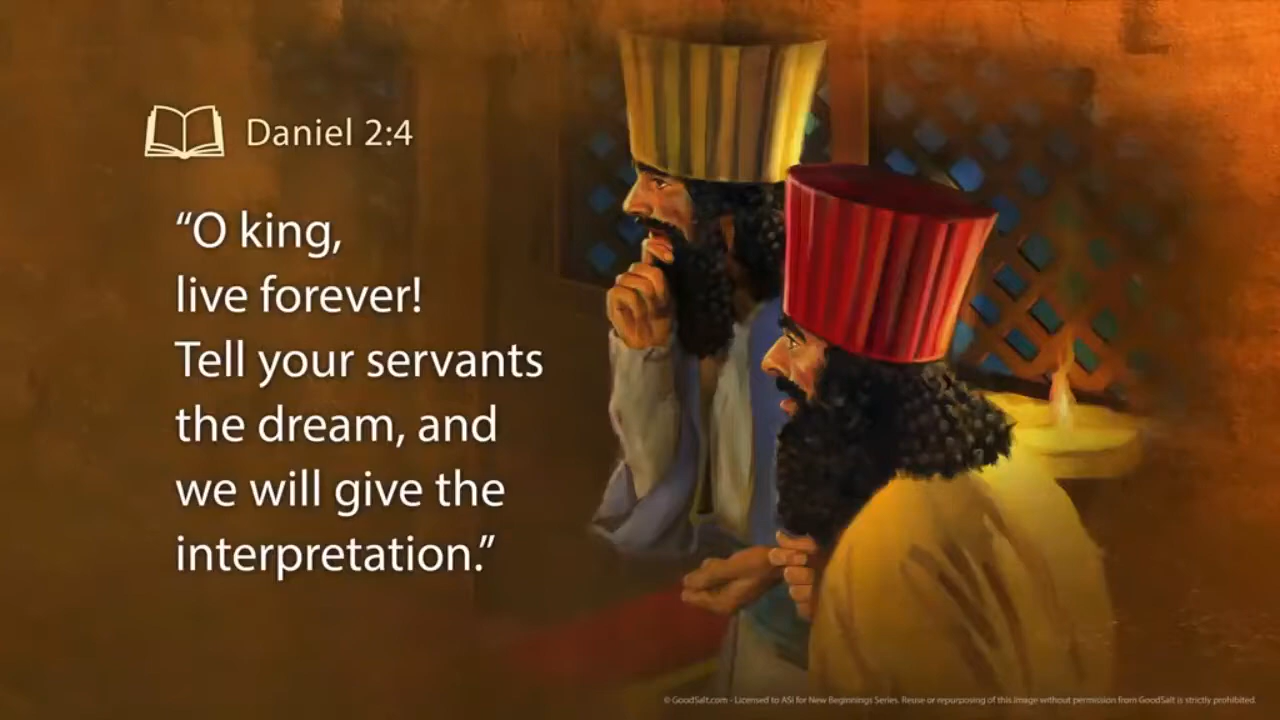 Daniel 2:4
“O king,
live forever!
Tell your servants
the dream, and
we will give the
interpretation.”
© GoodSalt.com - Licensed to ASI for New Beginnings Series. Reuse or repurposing of this image without permission from GoodSalt is strictly prohibited.